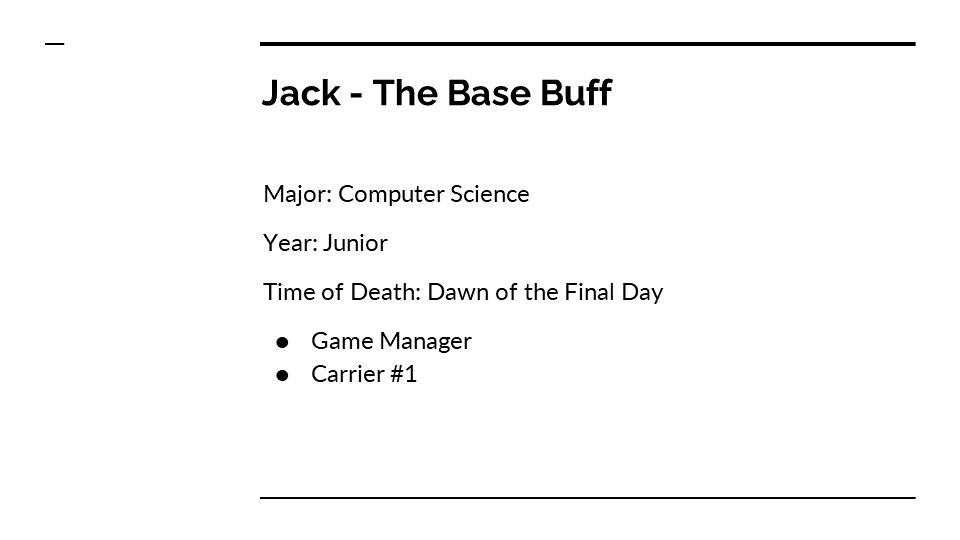 Jack - The Base Buff
Major: Computer Science
Year: Junior
Time of Death: Dawn of the Final Day
● Game Manager
● Carrier #1